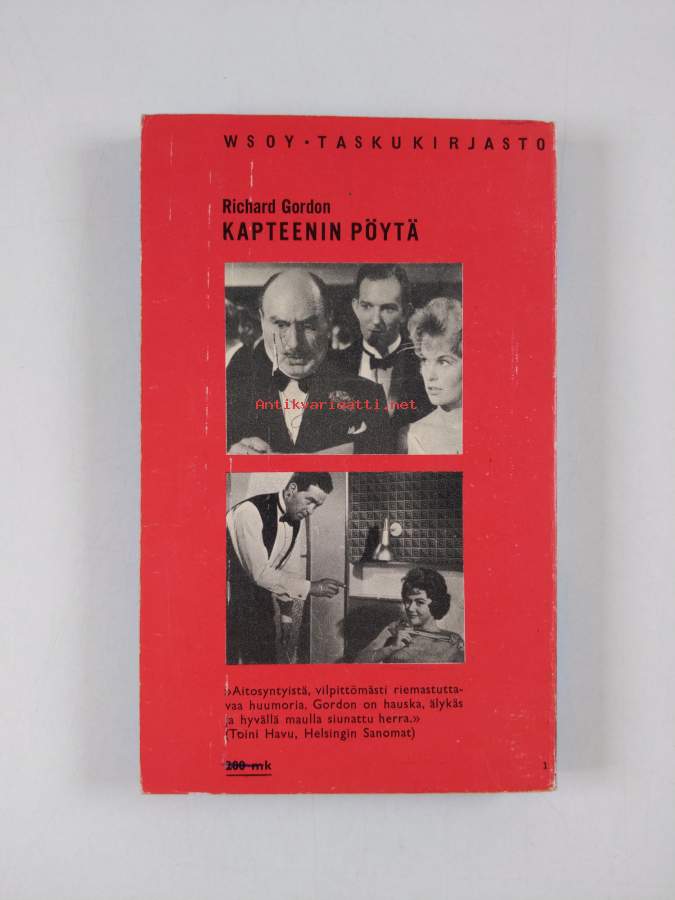 WSOY • TASKUKIRJASTO
Richard Gordon
KAPTEENIN PÖYTÄ
Antikvariaatti.net
»Aitosyntyistä, vilpittömästi riemastutta-
vaa huumoria. Gordon on hauska, älykäs
ja hyvällä maulla siunattu herra.»
(Toini Havu, Helsingin Sanomat)
200 mk
1